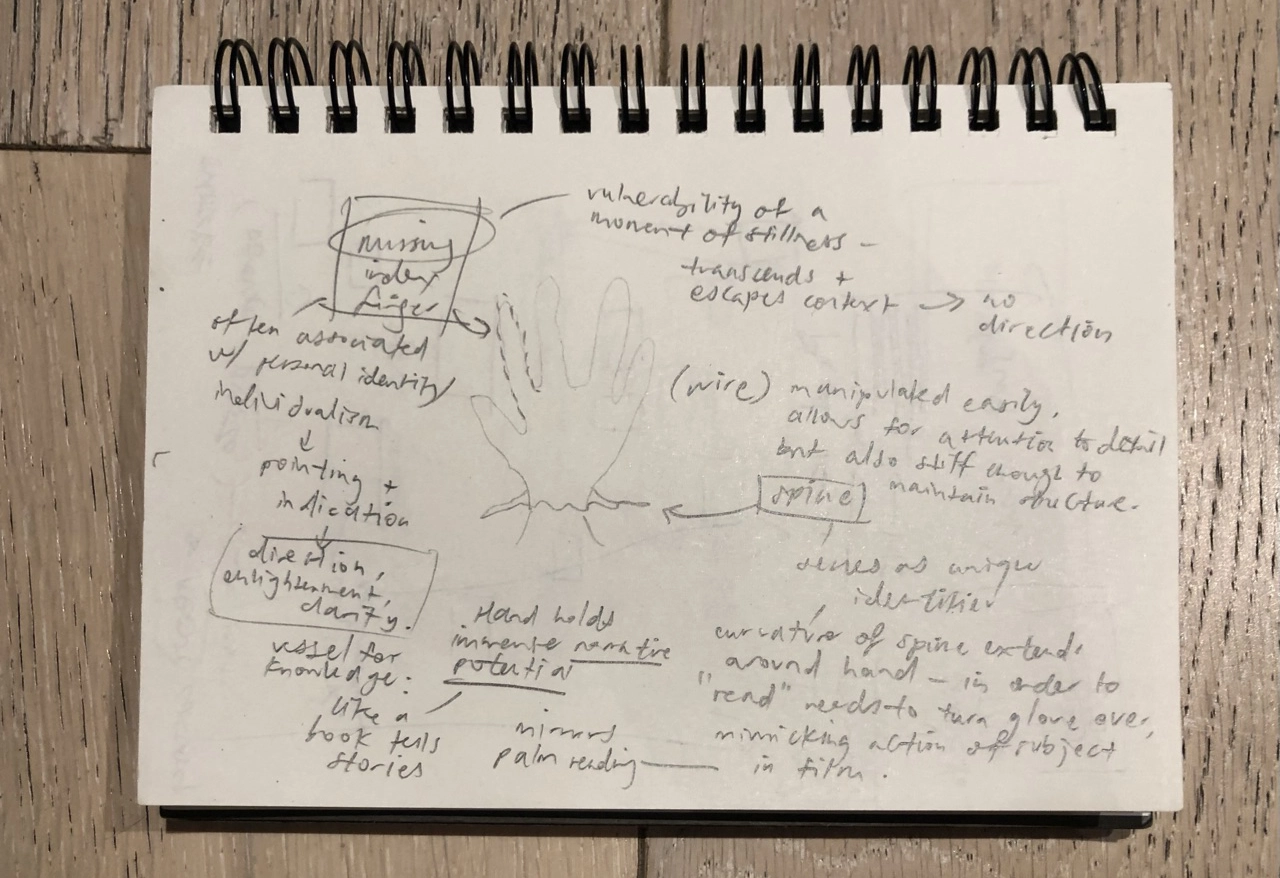 missing
index
finger
vulnerability of a
moment of stillness -
transcends +
escapes context → no
direction
often associated
w/ personal identity/
individualism
↓
pointing +
indication
↓
direction,
enlightenment,
clarity.
vessel for
knowledge.
like a
book tells
stories
Hand holds
immense narrative
potential
mirrors
palm reading
(wire) manipulated easily,
allows for attention to detail
but also stiff enough to
maintain structure.
spine
serves as unique
identifier
curvature of spine extends
around hand - in order to
"read" needs to turn glove over,
mimicking action of subject
in film.